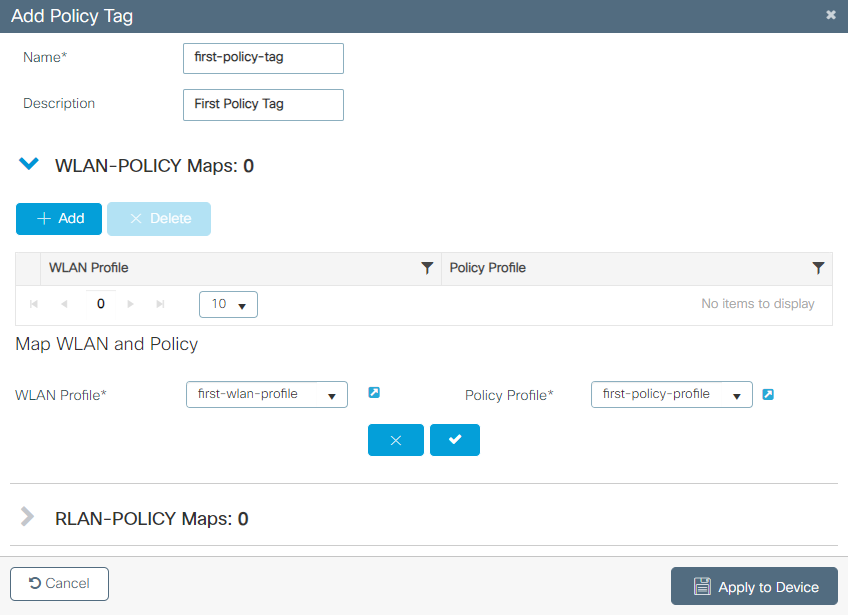 Add Policy Tag
Name* first-policy-tag
Description First Policy Tag
WLAN-POLICY Maps: 0
Add Delete
WLAN Profile Policy Profile
0 10 No items to display
Map WLAN and Policy
WLAN Profile* first-wlan-profile Policy Profile* first-policy-profile
RLAN-POLICY Maps: 0
Cancel Apply to Device